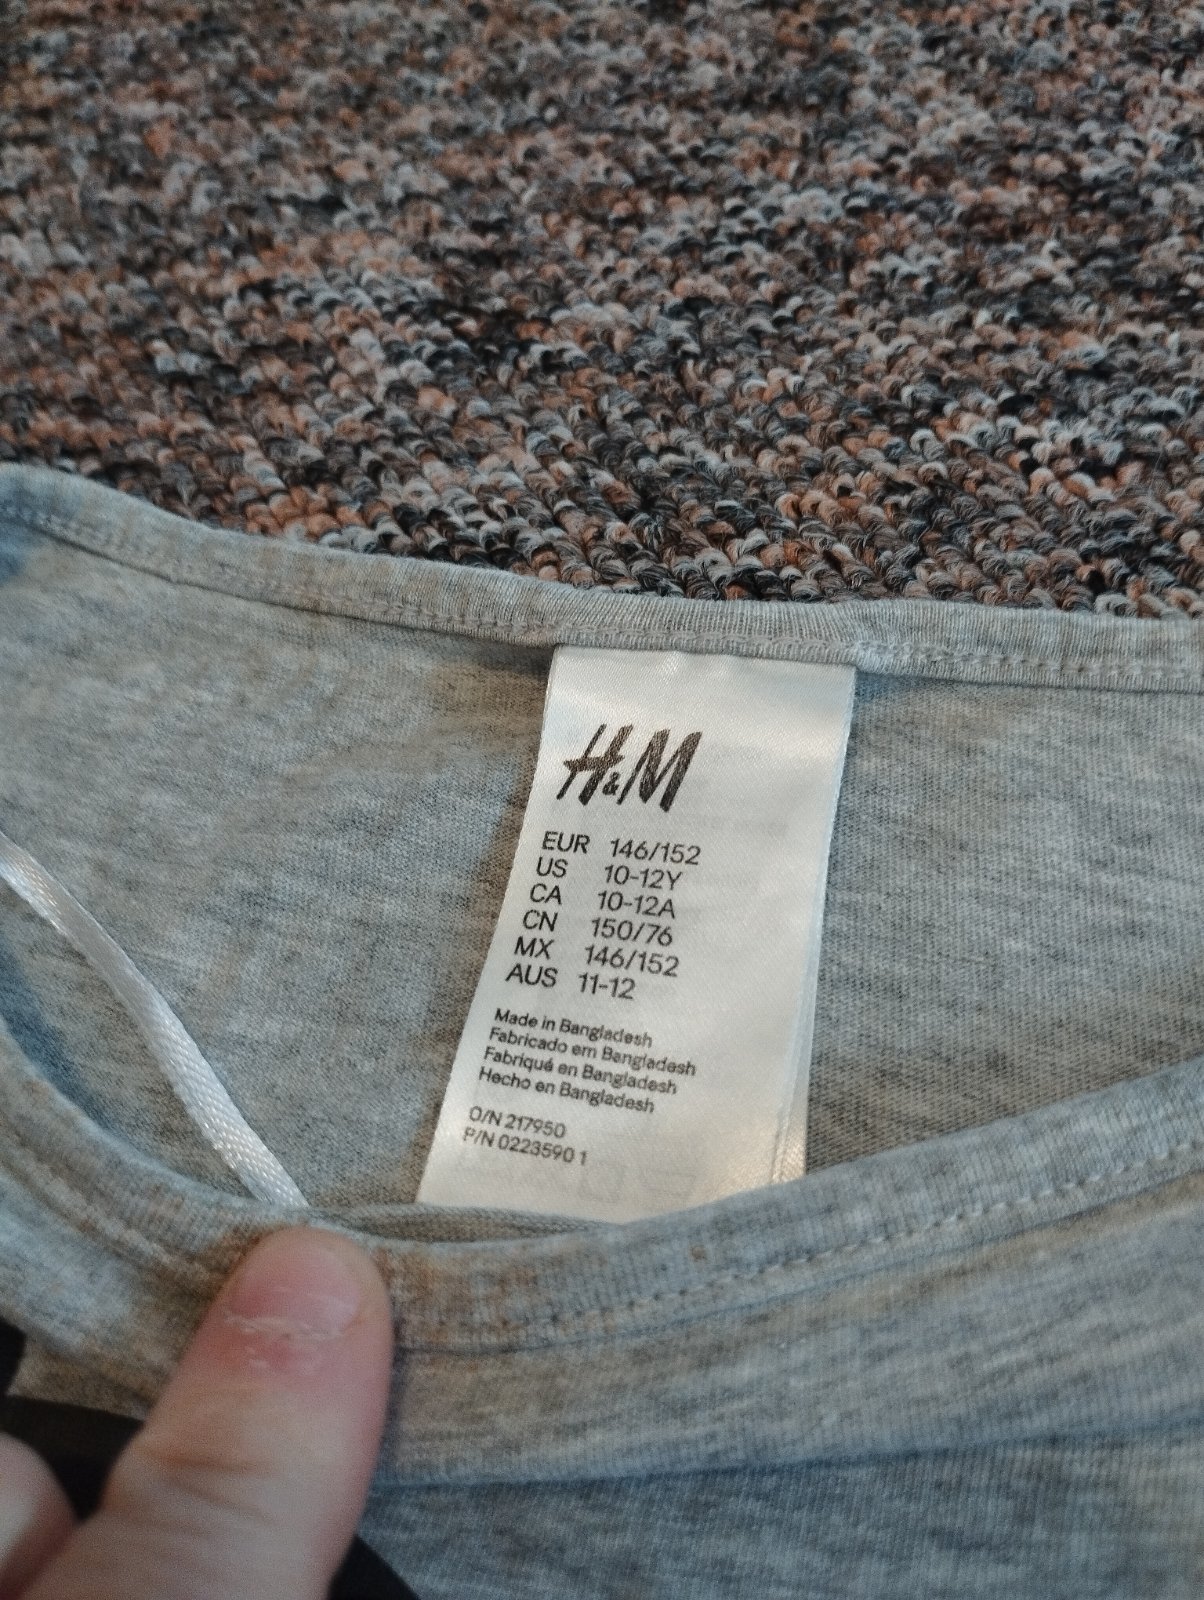 H&M
EUR 146/152
US 10-12Y
CA 10-12A
CN 150/76
MX 146/152
AUS 11-12
Made in Bangladesh
Fabricado em Bangladesh
Fabriqué en Bangladesh
Hecho en Bangladesh
O/N 217950
P/N 0223590 1